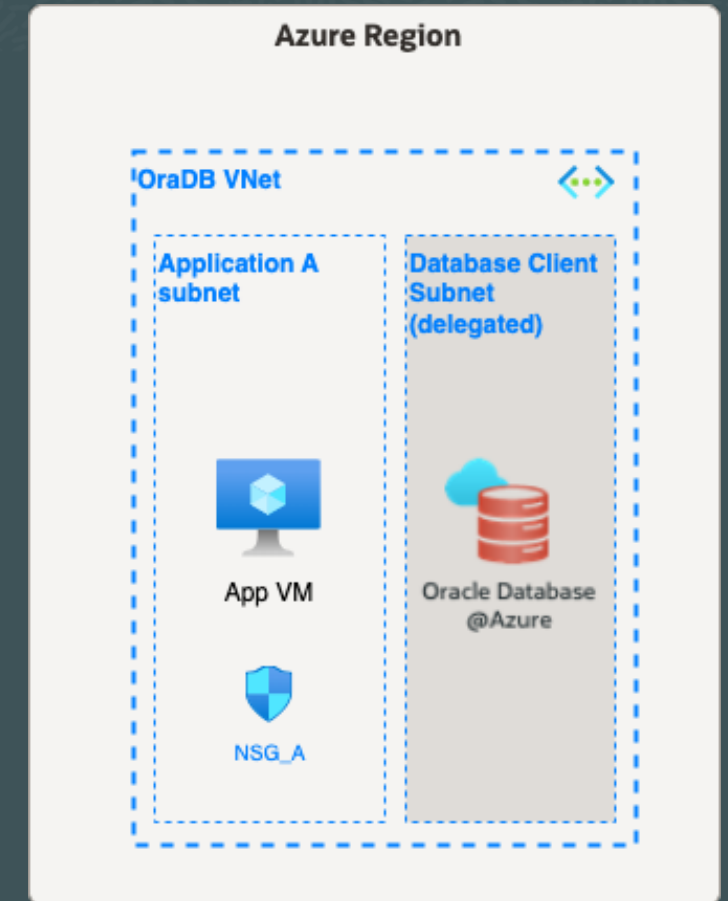 Azure Region
OraDB VNet
Application A
subnet
Database Client
Subnet
(delegated)
App VM
Oracle Database
@Azure
NSG_A